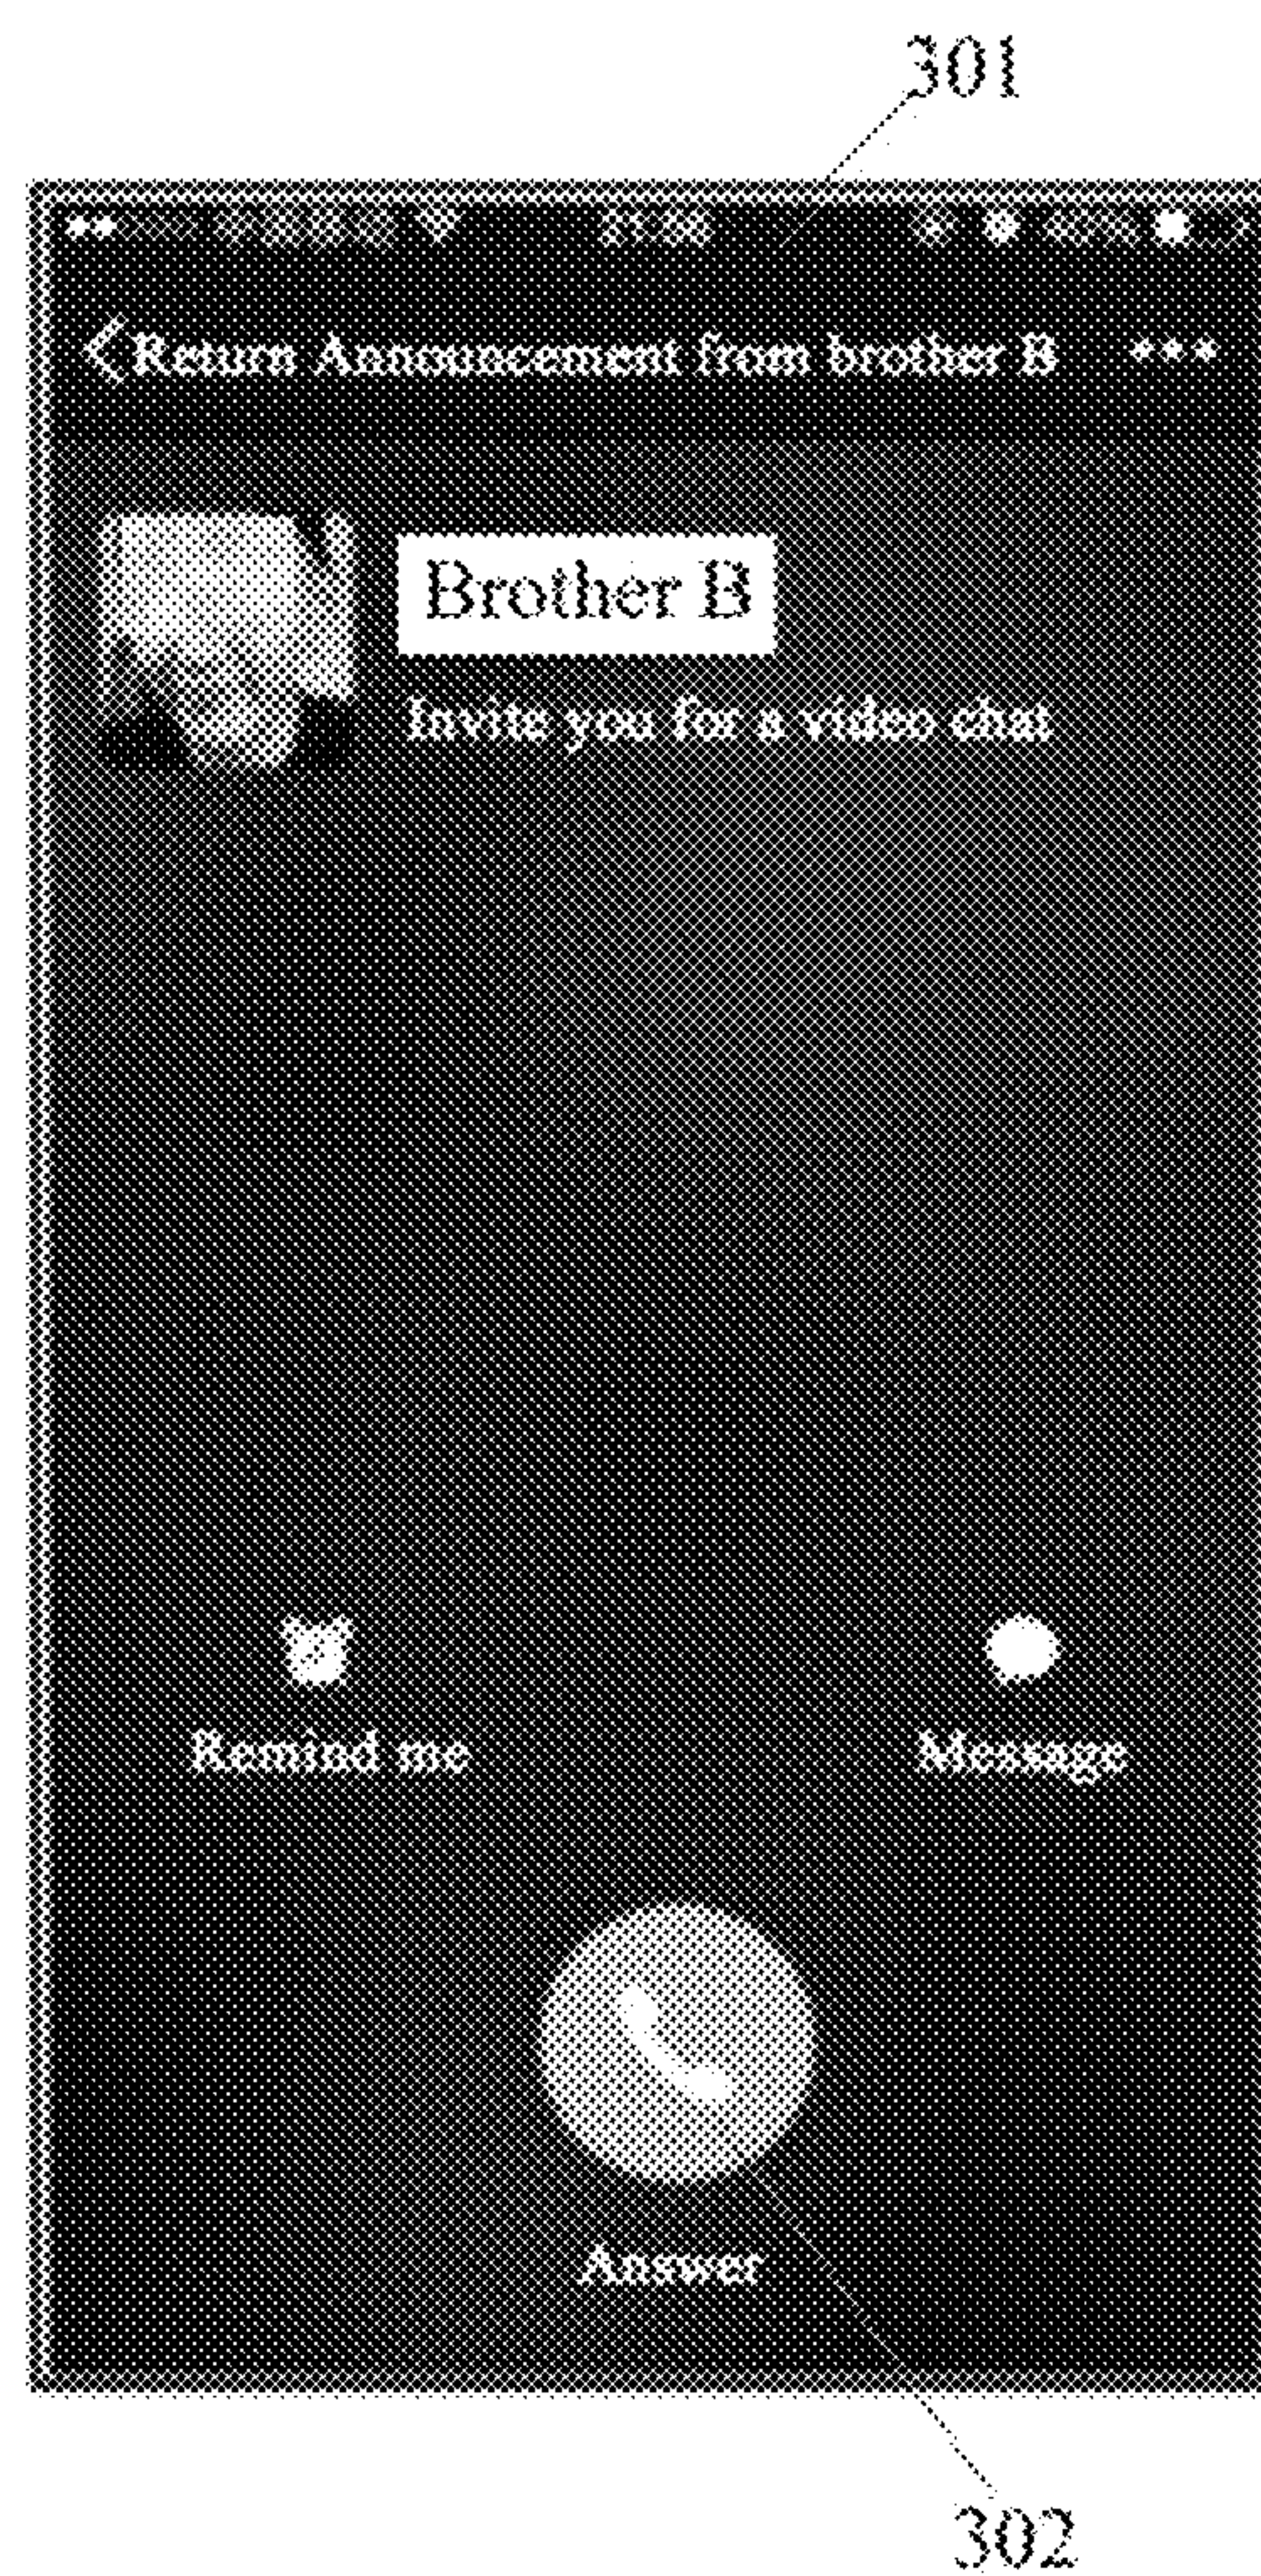 301
Return Announcement from brother B
Brother B
Invite you for a video chat
Remind me
Message
Answer
302